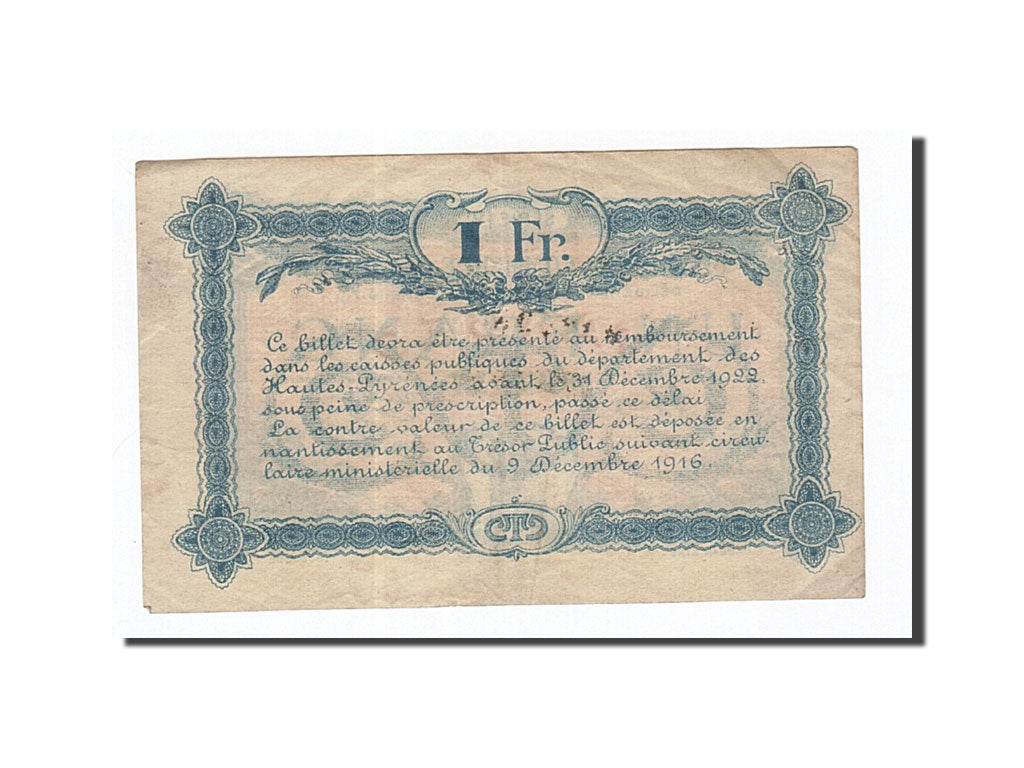 1 Fr.
Ce billet devra être présenté au remboursement
dans les caisses publiques du département des
Hautes-Pyrénées avant le 31 Décembre 1922.
sous peine de prescription, passé ce délai
La contre valeur de ce billet est déposée en
nantissement au Trésor Public suivant circu-
laire ministérielle du 9 Décembre 1916.